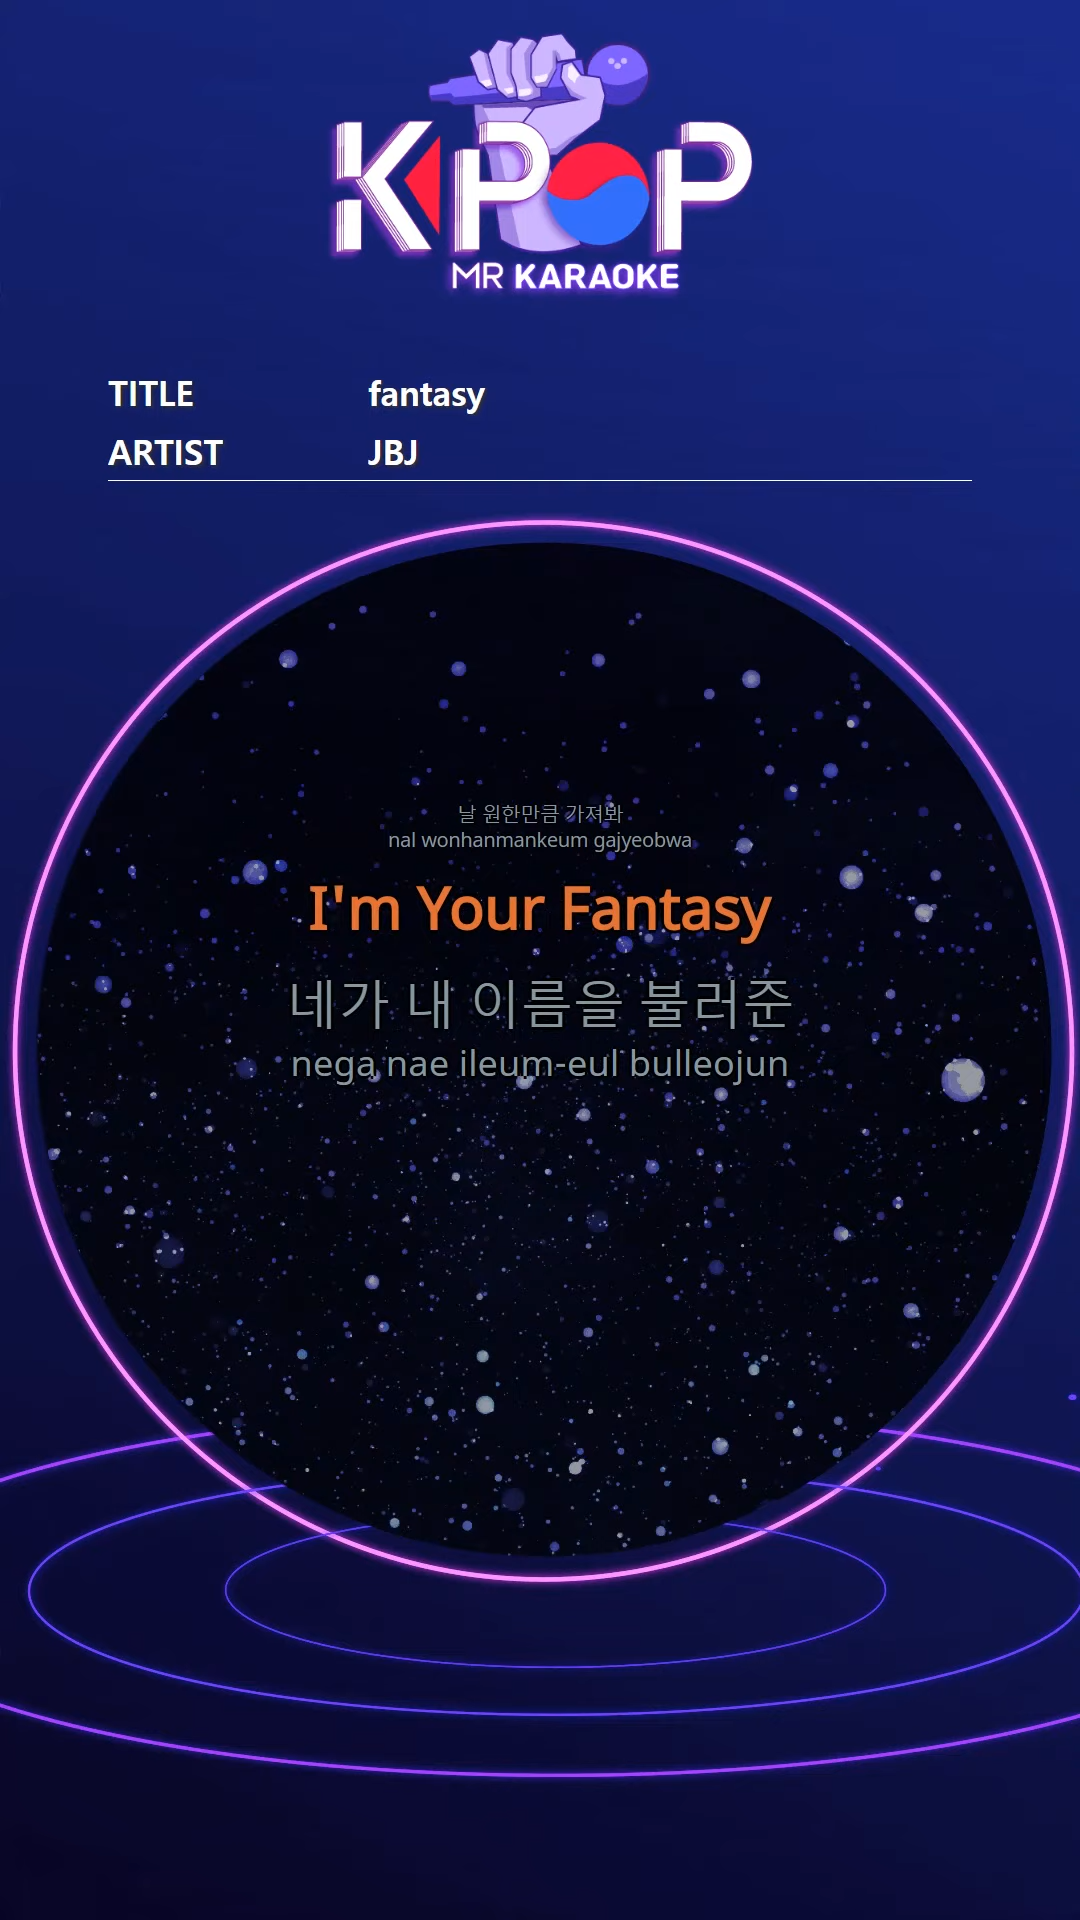 KPOP
MR KARAOKE
TITLE fantasy
ARTIST JBJ
날 원한만큼 가져봐
nal wonhanmankeum gajyeobwa
I'm Your Fantasy
네가 내 이름을 불러준
nega nae ileum-eul bulleojun